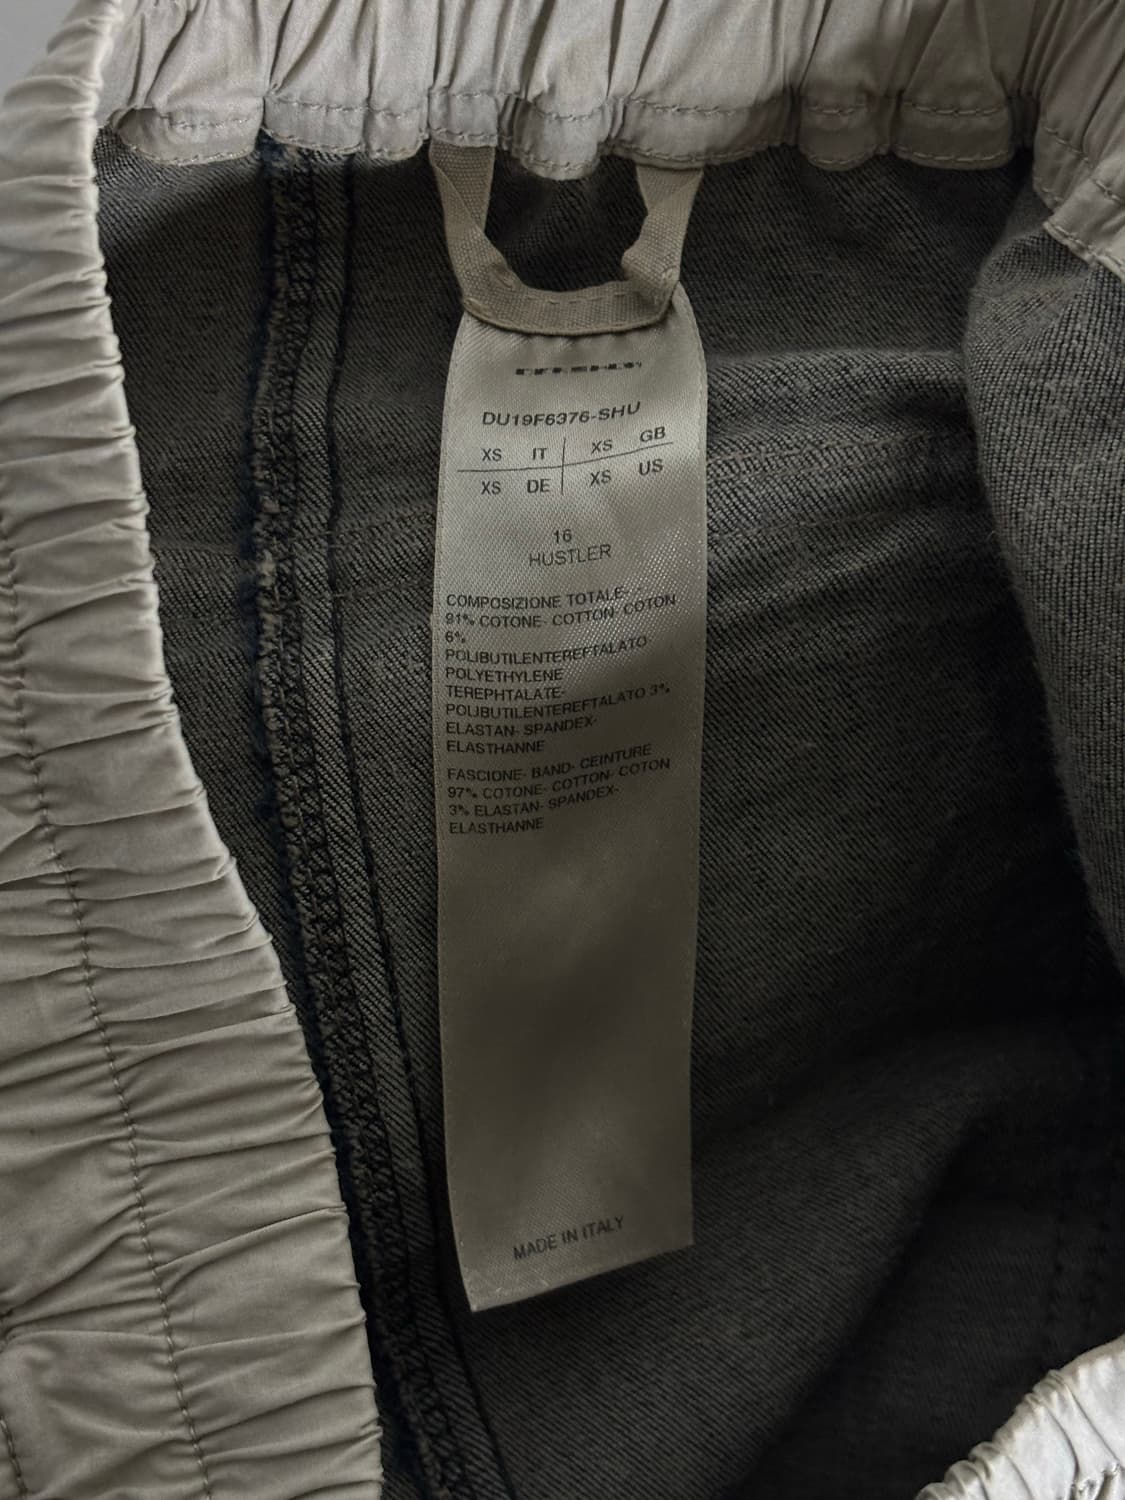 DRKSHDW
DU19F6376-SHU
XS IT XS GB
XS DE XS US
16
HUSTLER
COMPOSIZIONE TOTALE-
91% COTONE- COTTON- COTON
6%
POLIBUTILENTEREFTALATO-
POLYETHYLENE
TEREPHTALATE-
POLIBUTILENTEREFTALATO 3%
ELASTAN- SPANDEX-
ELASTHANNE
FASCIONE- BAND- CEINTURE
97% COTONE- COTTON- COTON
3% ELASTAN- SPANDEX-
ELASTHANNE
MADE IN ITALY